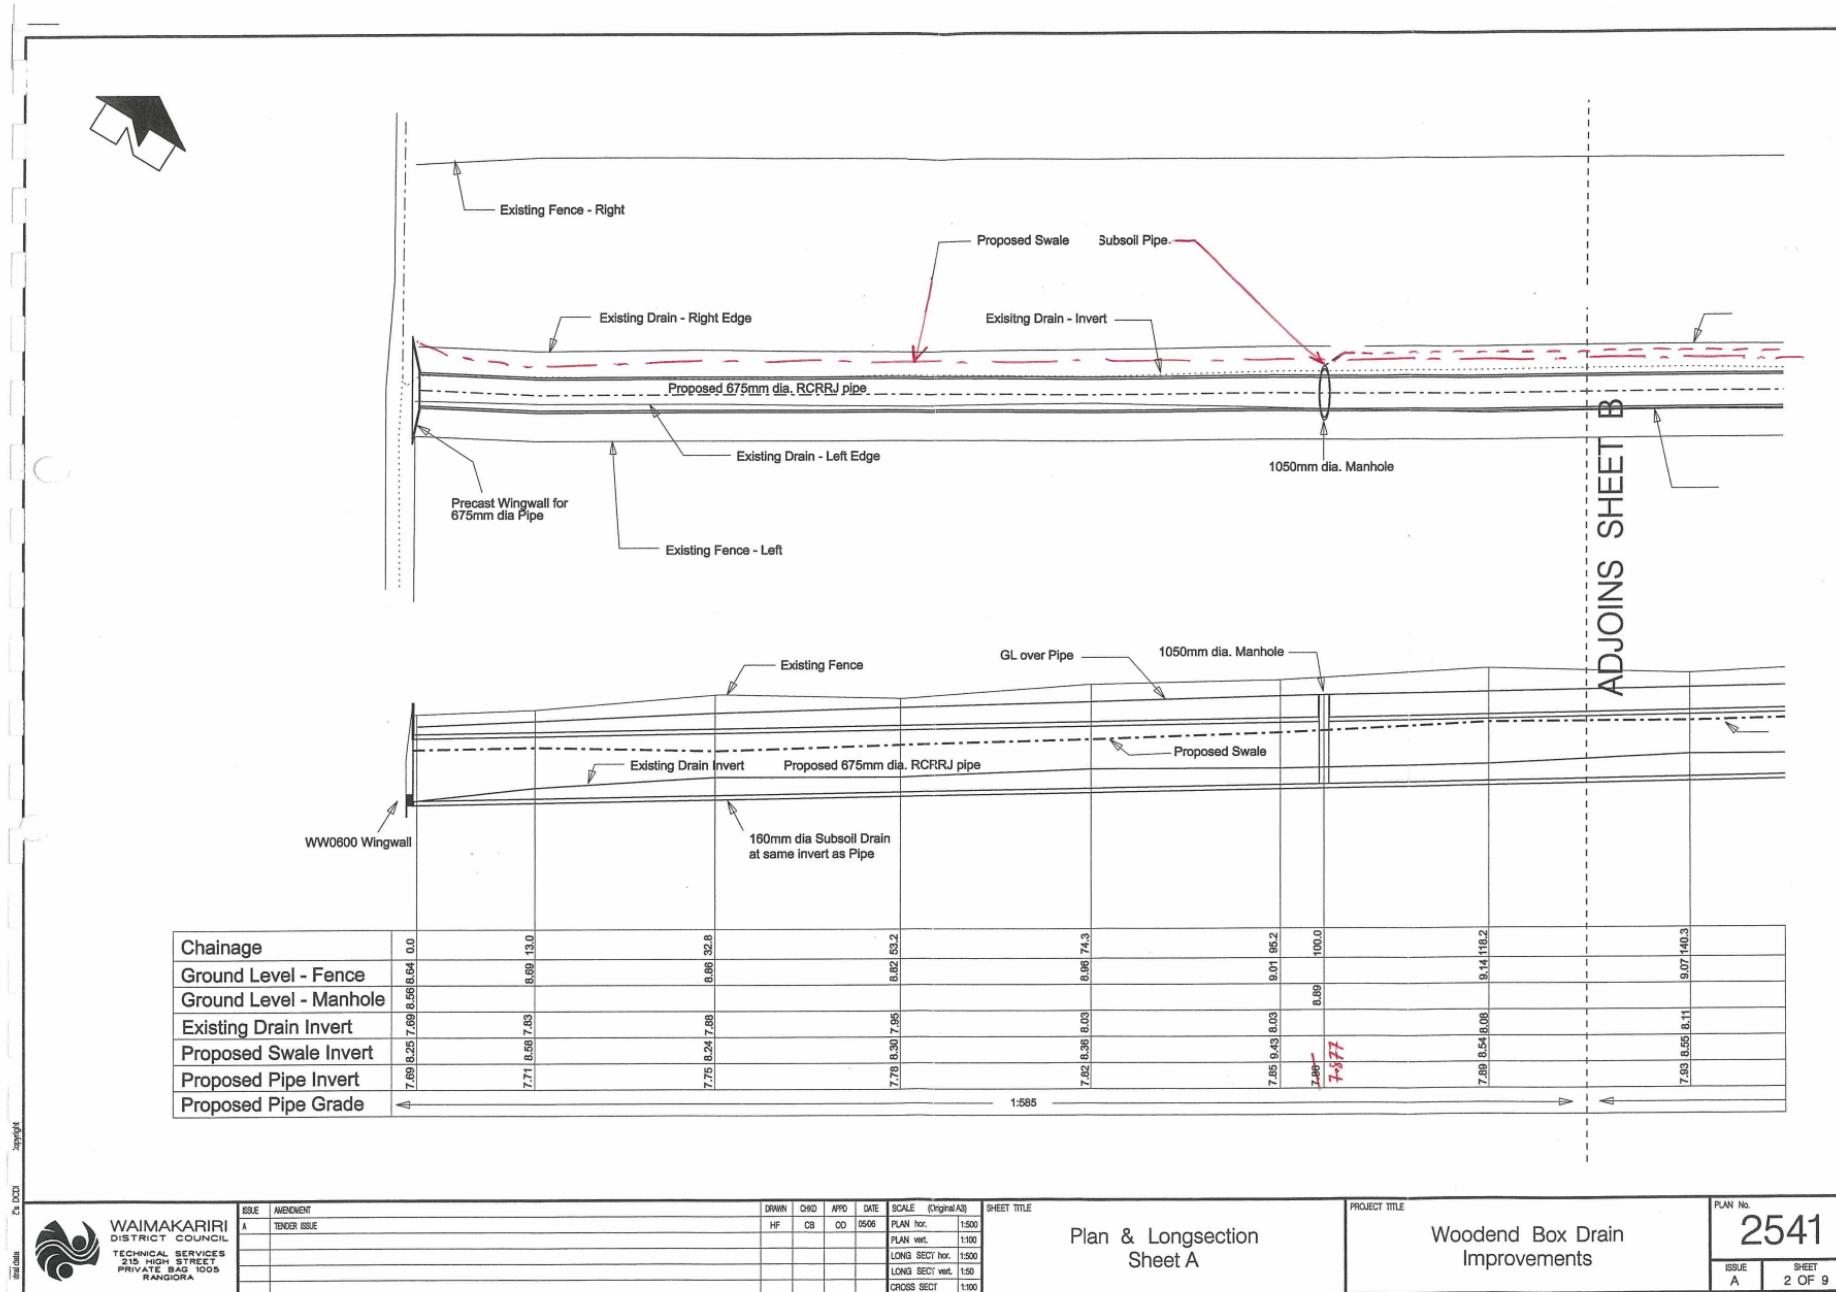 Existing Fence - Right
Proposed Swale
Subsoil Pipe
Existing Drain - Right Edge
Exisitng Drain - Invert
Proposed 675mm dia. RCRRJ pipe
Existing Drain - Left Edge
1050mm dia. Manhole
Precast Wingwall for
675mm dia Pipe
Existing Fence - Left
ADJOINS SHEET B
Existing Fence
GL over Pipe
1050mm dia. Manhole
Proposed Swale
Existing Drain Invert
Proposed 675mm dia. RCRRJ pipe
WW0600 Wingwall
160mm dia Subsoil Drain
at same invert as Pipe
Chainage 0.0 13.0 32.8 53.2 74.3 95.2 100.0 118.2 140.3
Ground Level - Fence 8.64 8.69 8.86 8.82 8.96 9.01 9.14 9.07
Ground Level - Manhole 8.56 8.89
Existing Drain Invert 7.69 7.83 7.88 7.95 8.03 8.03 8.08 8.11
Proposed Swale Invert 8.25 8.58 8.24 8.30 8.36 9.43 8.54 8.55
Proposed Pipe Invert 7.69 7.71 7.75 7.78 7.82 7.85 7.88 7.877 7.89 7.93
Proposed Pipe Grade 1:585
WAIMAKARIRI
DISTRICT COUNCIL
TECHNICAL SERVICES
215 HIGH STREET
PRIVATE BAG 1005
RANGIORA
ISSUE AMENDMENT DRAWN CHKD APPD DATE
A TENDER ISSUE HF CB CD 0506
SCALE (Original A3)
PLAN hor. 1:500
PLAN vert. 1:100
LONG SECT hor. 1:500
LONG SECT vert. 1:50
CROSS SECT 1:100
SHEET TITLE
Plan & Longsection
Sheet A
PROJECT TITLE
Woodend Box Drain
Improvements
PLAN No.
2541
ISSUE
A
SHEET
2 OF 9